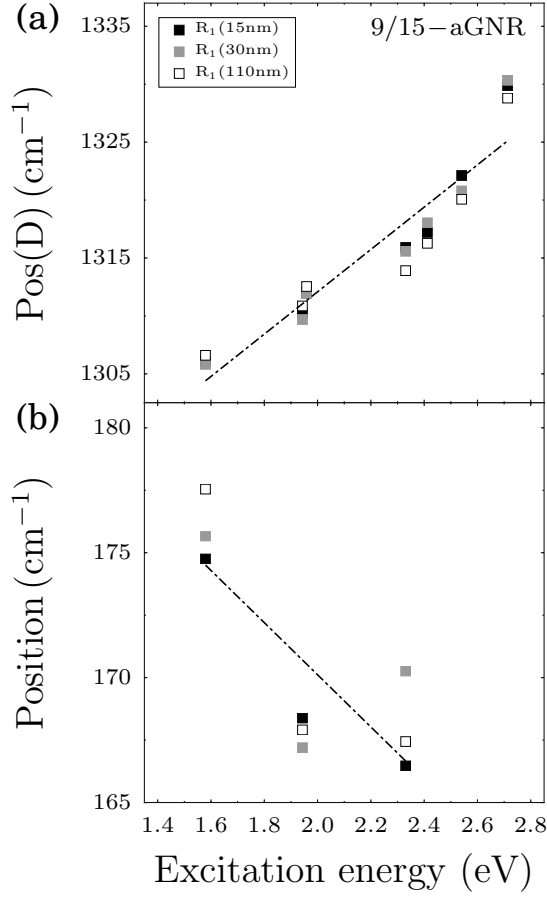 (a)
9/15−aGNR
R₁(15nm)
R₁(30nm)
R₁(110nm)
1335
1325
1315
1305
Pos(D) (cm⁻¹)
(b)
180
175
170
165
Position (cm⁻¹)
1.4 1.6 1.8 2.0 2.2 2.4 2.6 2.8
Excitation energy (eV)